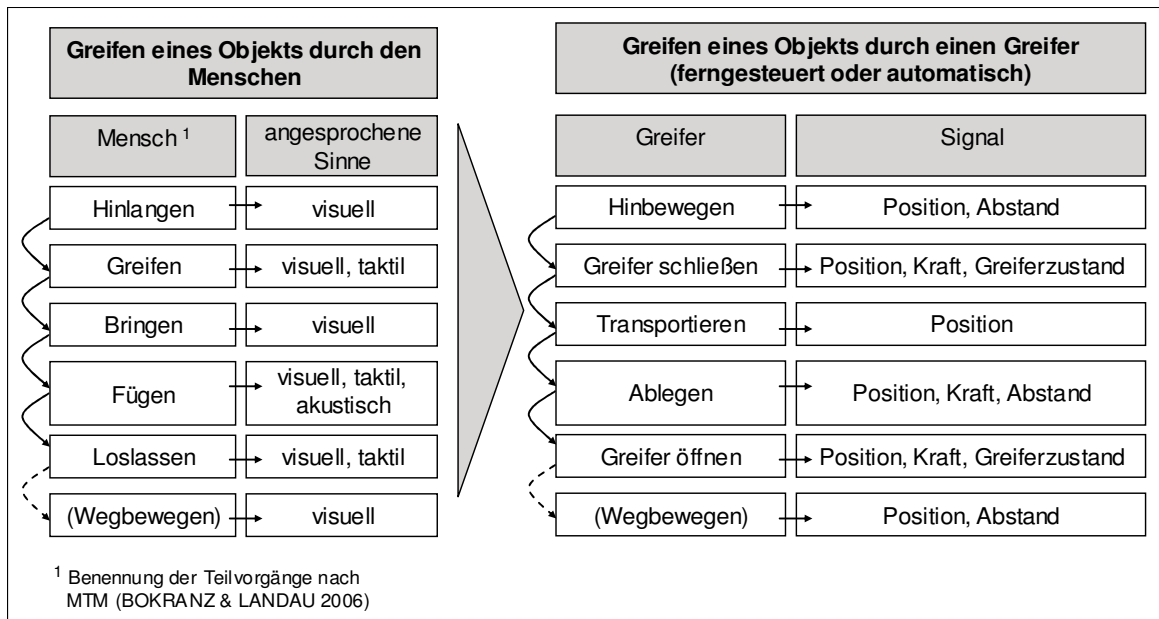 Greifen eines Objekts durch den
Menschen
Mensch ¹
angesprochene
Sinne
Hinlangen
visuell
Greifen
visuell, taktil
Bringen
visuell
Fügen
visuell, taktil,
akustisch
Loslassen
visuell, taktil
(Wegbewegen)
visuell
¹ Benennung der Teilvorgänge nach
MTM (BOKRANZ & LANDAU 2006)
Greifen eines Objekts durch einen Greifer
(ferngesteuert oder automatisch)
Greifer
Signal
Hinbewegen
Position, Abstand
Greifer schließen
Position, Kraft, Greiferzustand
Transportieren
Position
Ablegen
Position, Kraft, Abstand
Greifer öffnen
Position, Kraft, Greiferzustand
(Wegbewegen)
Position, Abstand